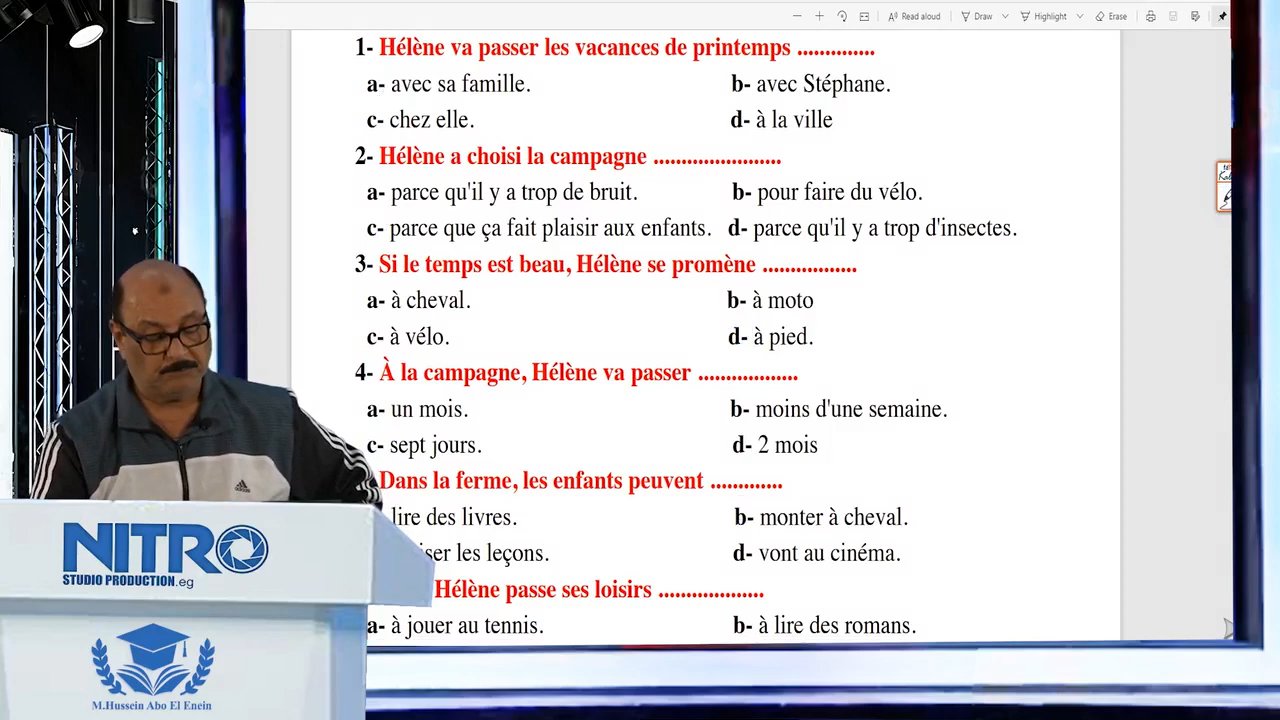 Read aloud Draw Highlight Erase
1- Hélène va passer les vacances de printemps ..............
a- avec sa famille. b- avec Stéphane.
c- chez elle. d- à la ville
2- Hélène a choisi la campagne .......................
a- parce qu'il y a trop de bruit. b- pour faire du vélo.
c- parce que ça fait plaisir aux enfants. d- parce qu'il y a trop d'insectes.
3- Si le temps est beau, Hélène se promène .................
a- à cheval. b- à moto
c- à vélo. d- à pied.
4- À la campagne, Hélène va passer ..................
a- un mois. b- moins d'une semaine.
c- sept jours. d- 2 mois
Dans la ferme, les enfants peuvent .............
lire des livres. b- monter à cheval.
les leçons. d- vont au cinéma.
Hélène passe ses loisirs ...................
a- à jouer au tennis. b- à lire des romans.
adidas
NITRO
STUDIO PRODUCTION.eg
M.Hussein Abo El Enein